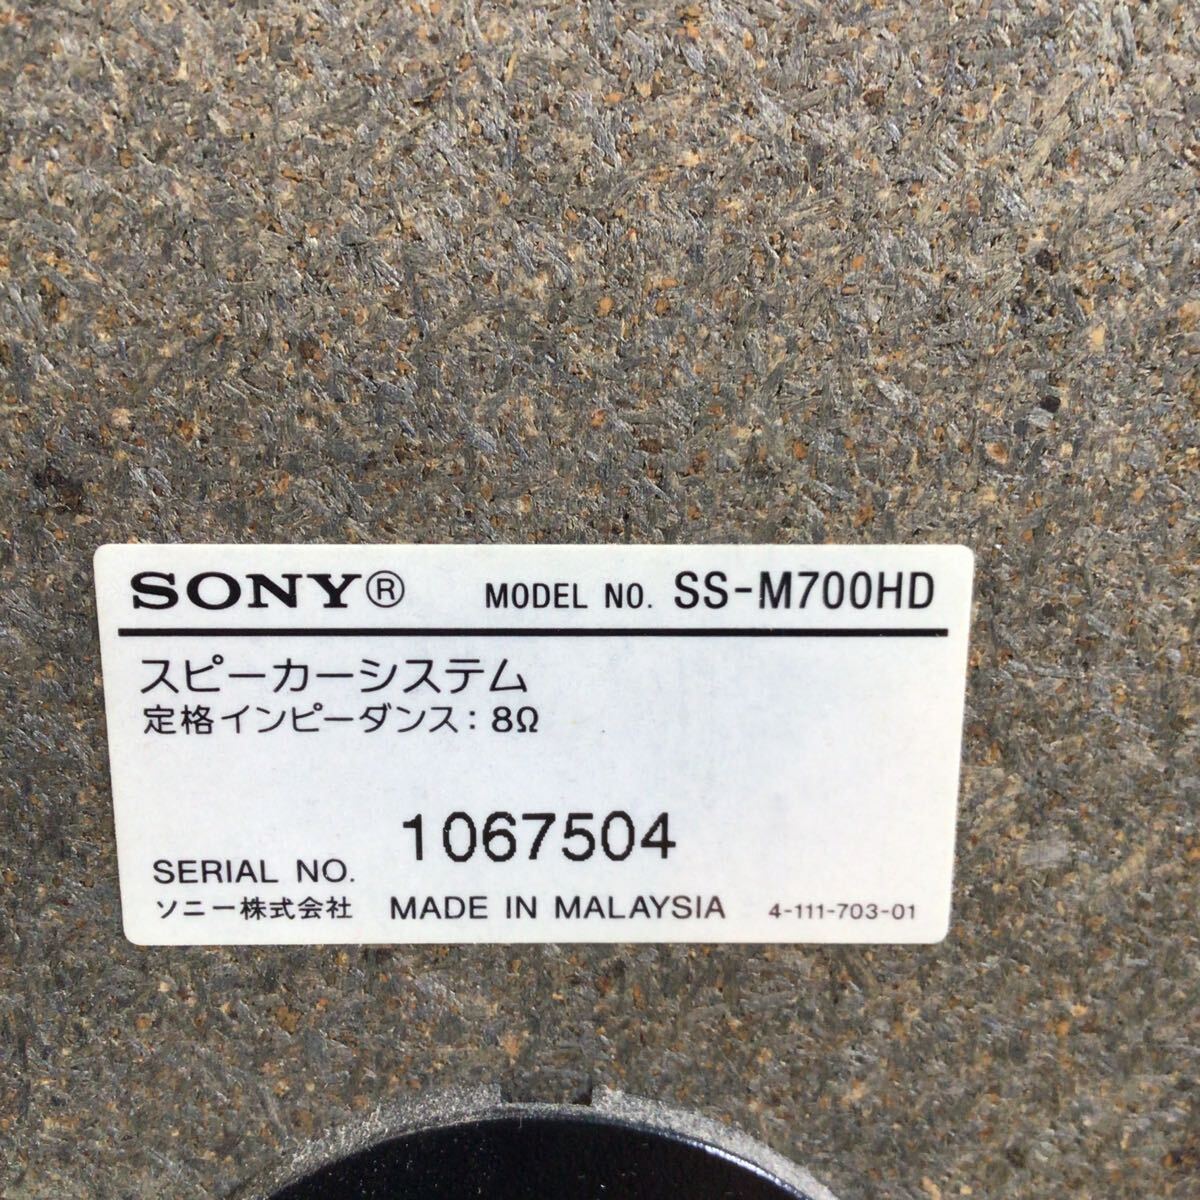 SONY® MODEL NO. SS-M700HD
スピーカーシステム
定格インピーダンス: 8Ω
SERIAL NO. 1067504
ソニー株式会社 MADE IN MALAYSIA 4-111-703-01